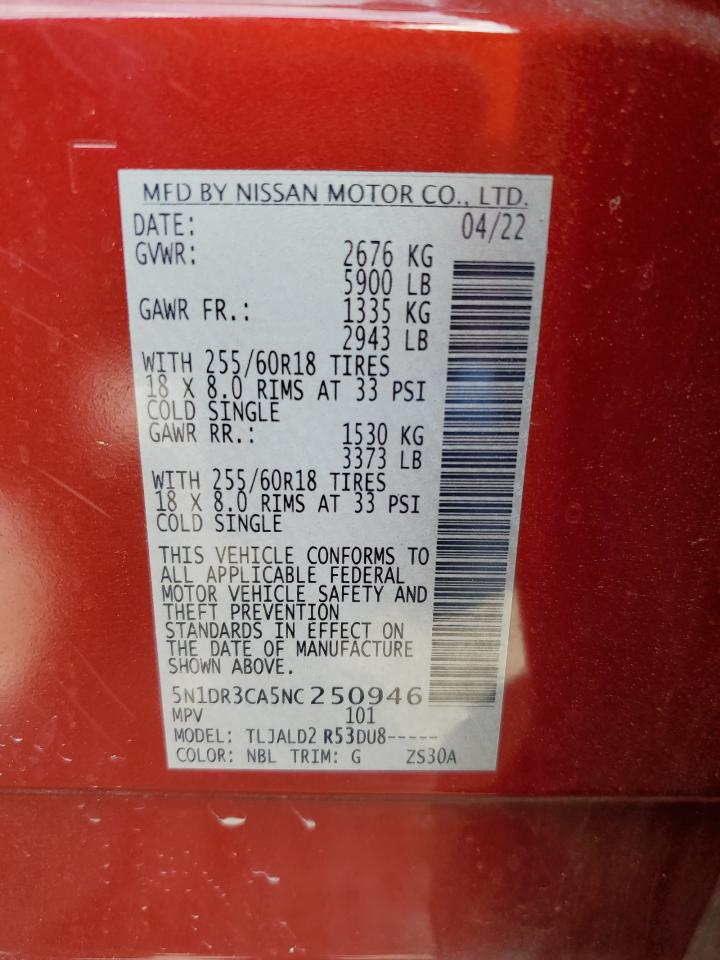 MFD BY NISSAN MOTOR CO., LTD.
DATE: 04/22
GVWR: 2676 KG
5900 LB
GAWR FR.: 1335 KG
2943 LB
WITH 255/60R18 TIRES
18 X 8.0 RIMS AT 33 PSI
COLD SINGLE
GAWR RR.: 1530 KG
3373 LB
WITH 255/60R18 TIRES
18 X 8.0 RIMS AT 33 PSI
COLD SINGLE
THIS VEHICLE CONFORMS TO
ALL APPLICABLE FEDERAL
MOTOR VEHICLE SAFETY AND
THEFT PREVENTION
STANDARDS IN EFFECT ON
THE DATE OF MANUFACTURE
SHOWN ABOVE.
5N1DR3CA5NC250946
MPV 101
MODEL: TLJALD2 R53DU8-----
COLOR: NBL TRIM: G ZS30A